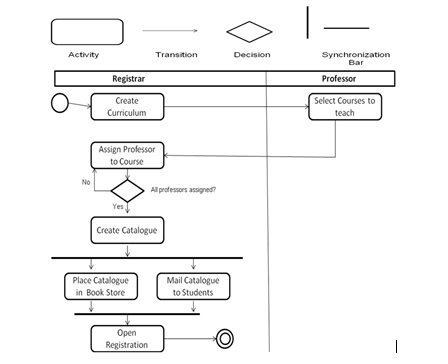 Activity
Transition
Decision
Synchronization
Bar
Registrar
Professor
Create
Curriculum
Select Courses to
teach
Assign Professor
to Course
No
All professors assigned?
Yes
Create Catalogue
Place Catalogue
in Book Store
Mail Catalogue
to Students
Open
Registration